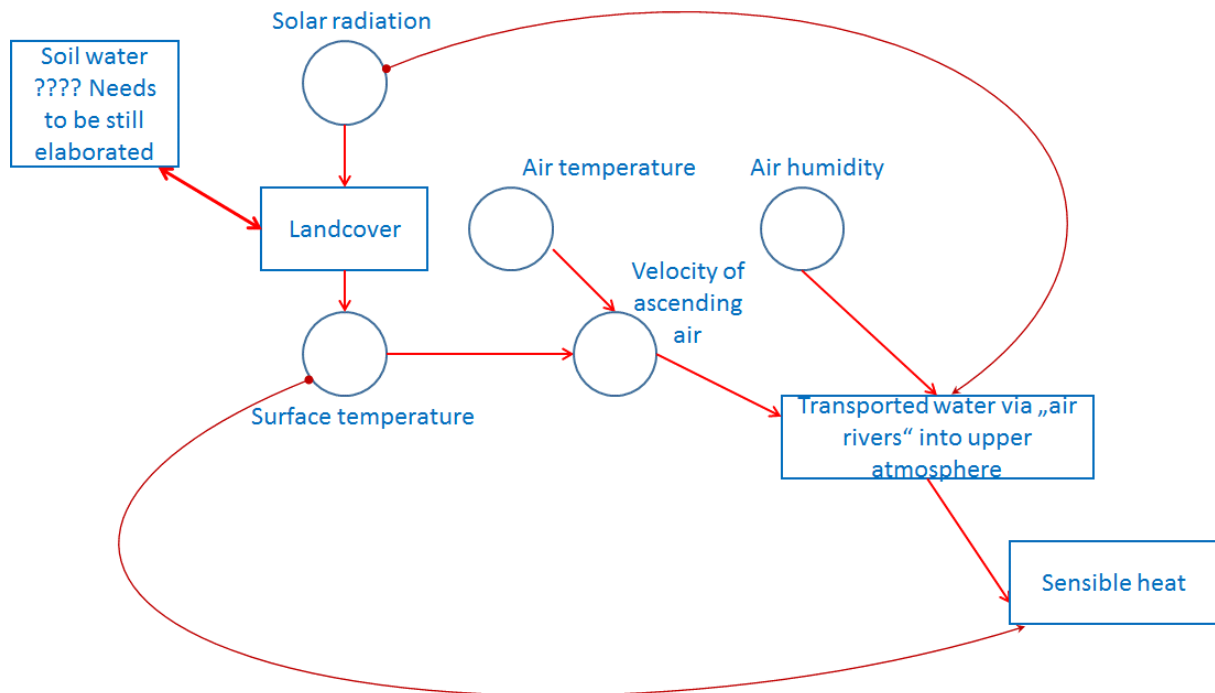 Solar radiation
Soil water
???? Needs
to be still
elaborated
Air temperature
Air humidity
Landcover
Velocity of
ascending
air
Surface temperature
Transported water via „air
rivers“ into upper
atmosphere
Sensible heat